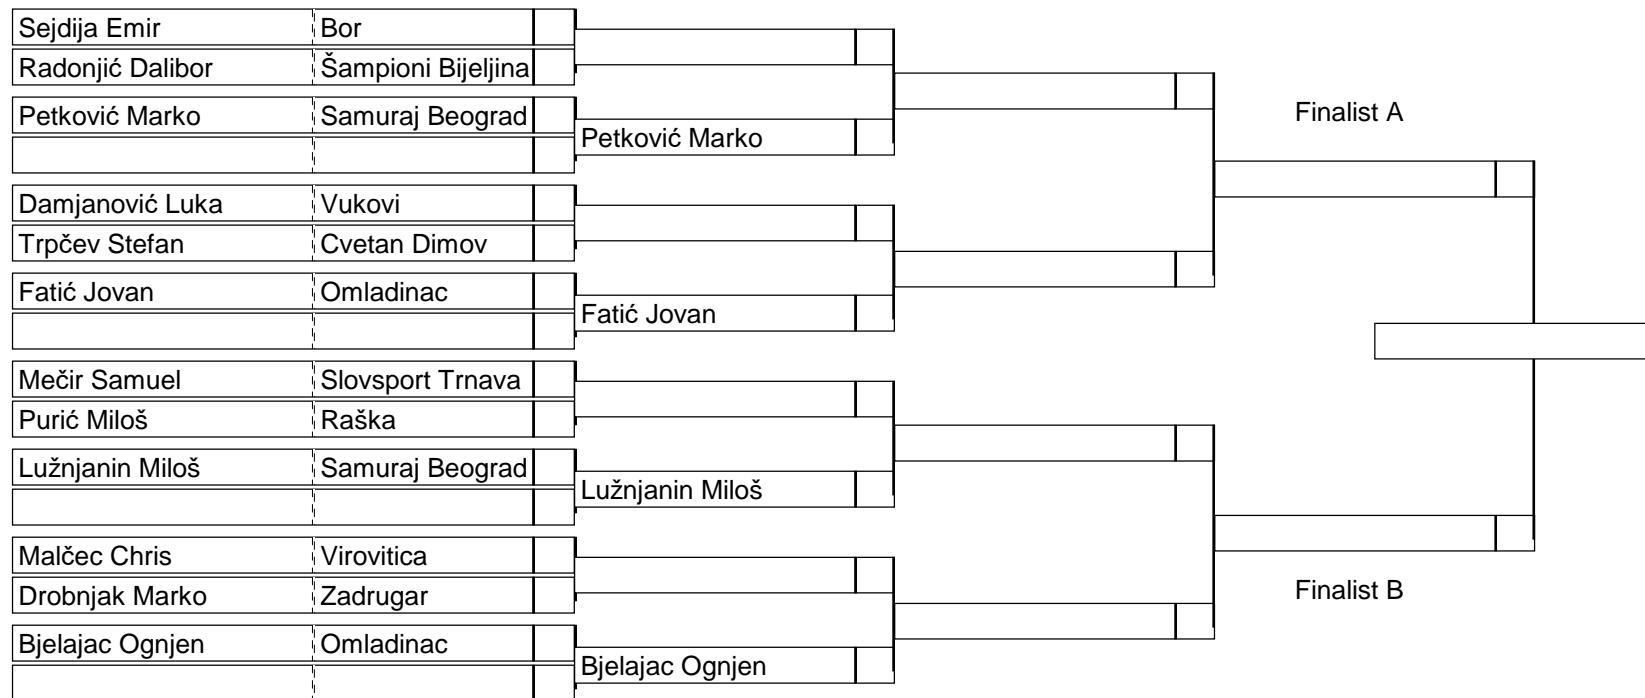 Sejdija Emir Bor
Radonjić Dalibor Šampioni Bijeljina
Petković Marko Samuraj Beograd
Petković Marko
Finalist A
Damjanović Luka Vukovi
Trpčev Stefan Cvetan Dimov
Fatić Jovan Omladinac
Fatić Jovan
Mečir Samuel Slovsport Trnava
Purić Miloš Raška
Lužnjanin Miloš Samuraj Beograd
Lužnjanin Miloš
Malčec Chris Virovitica
Drobnjak Marko Zadrugar
Finalist B
Bjelajac Ognjen Omladinac
Bjelajac Ognjen